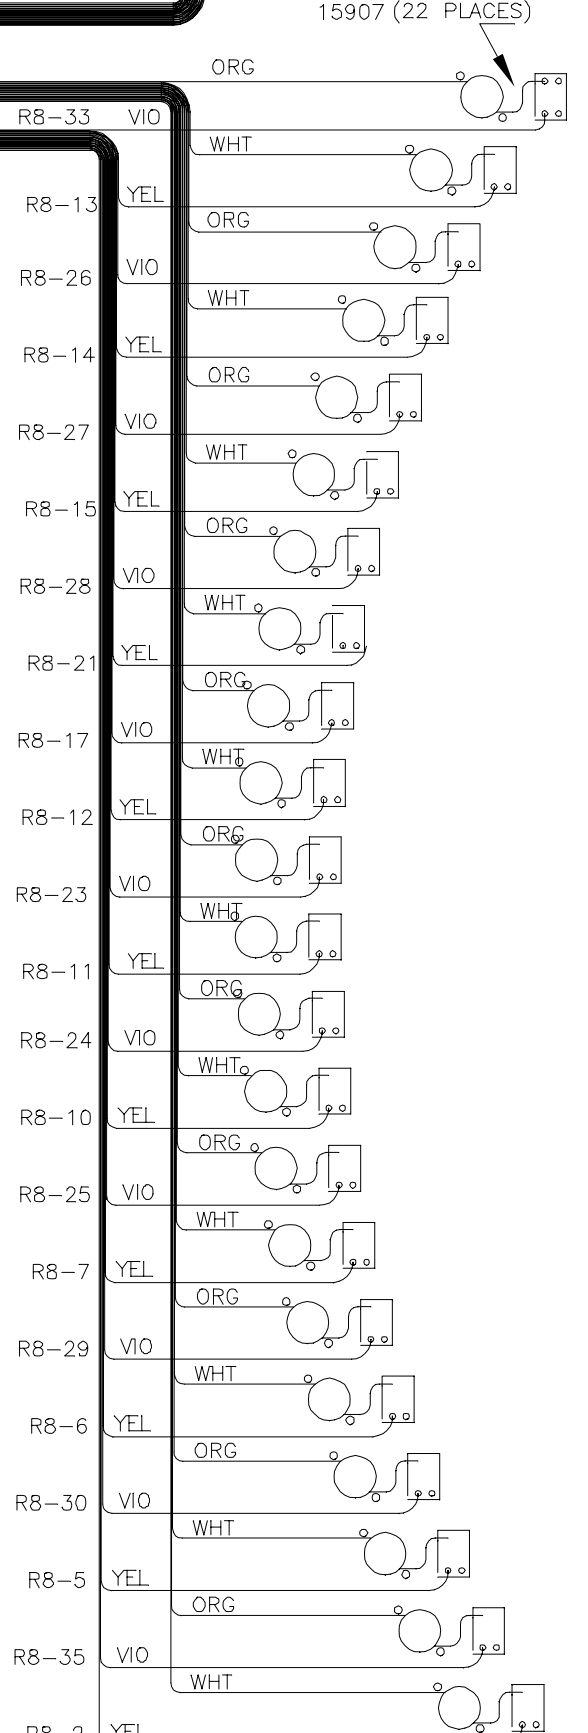 15907 (22 PLACES)
ORG
R8-33 VIO
WHT
R8-13 YEL
ORG
R8-26 VIO
WHT
R8-14 YEL
ORG
R8-27 VIO
WHT
R8-15 YEL
ORG
R8-28 VIO
WHT
R8-21 YEL
ORG
R8-17 VIO
WHT
R8-12 YEL
ORG
R8-23 VIO
WHT
R8-11 YEL
ORG
R8-24 VIO
WHT
R8-10 YEL
ORG
R8-25 VIO
WHT
R8-7 YEL
ORG
R8-29 VIO
WHT
R8-6 YEL
ORG
R8-30 VIO
WHT
R8-5 YEL
ORG
R8-35 VIO
WHT
YEL